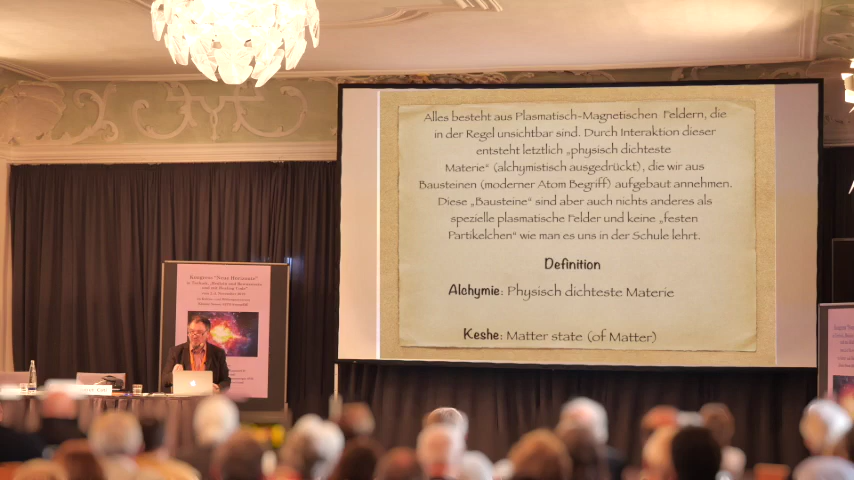 Alles besteht aus Plasmatisch-Magnetischen Feldern, die
in der Regel unsichtbar sind. Durch Interaktion dieser
entsteht letztlich „physisch dichteste
Materie“ (alchymistisch ausgedrückt), die wir aus
Bausteinen (moderner Atom Begriff) aufgebaut annehmen.
Diese „Bausteine“ sind aber auch nichts anderes als
spezielle plasmatische Felder und keine „festen
Partikelchen“ wie man es uns in der Schule lehrt.
Definition
Alchymie: Physisch dichteste Materie
Keshe: Matter state (of Matter)
Kongress "Neue Horizonte"